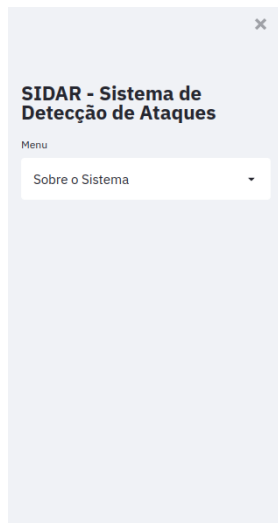 SIDAR - Sistema de
Detecção de Ataques
Menu
Sobre o Sistema